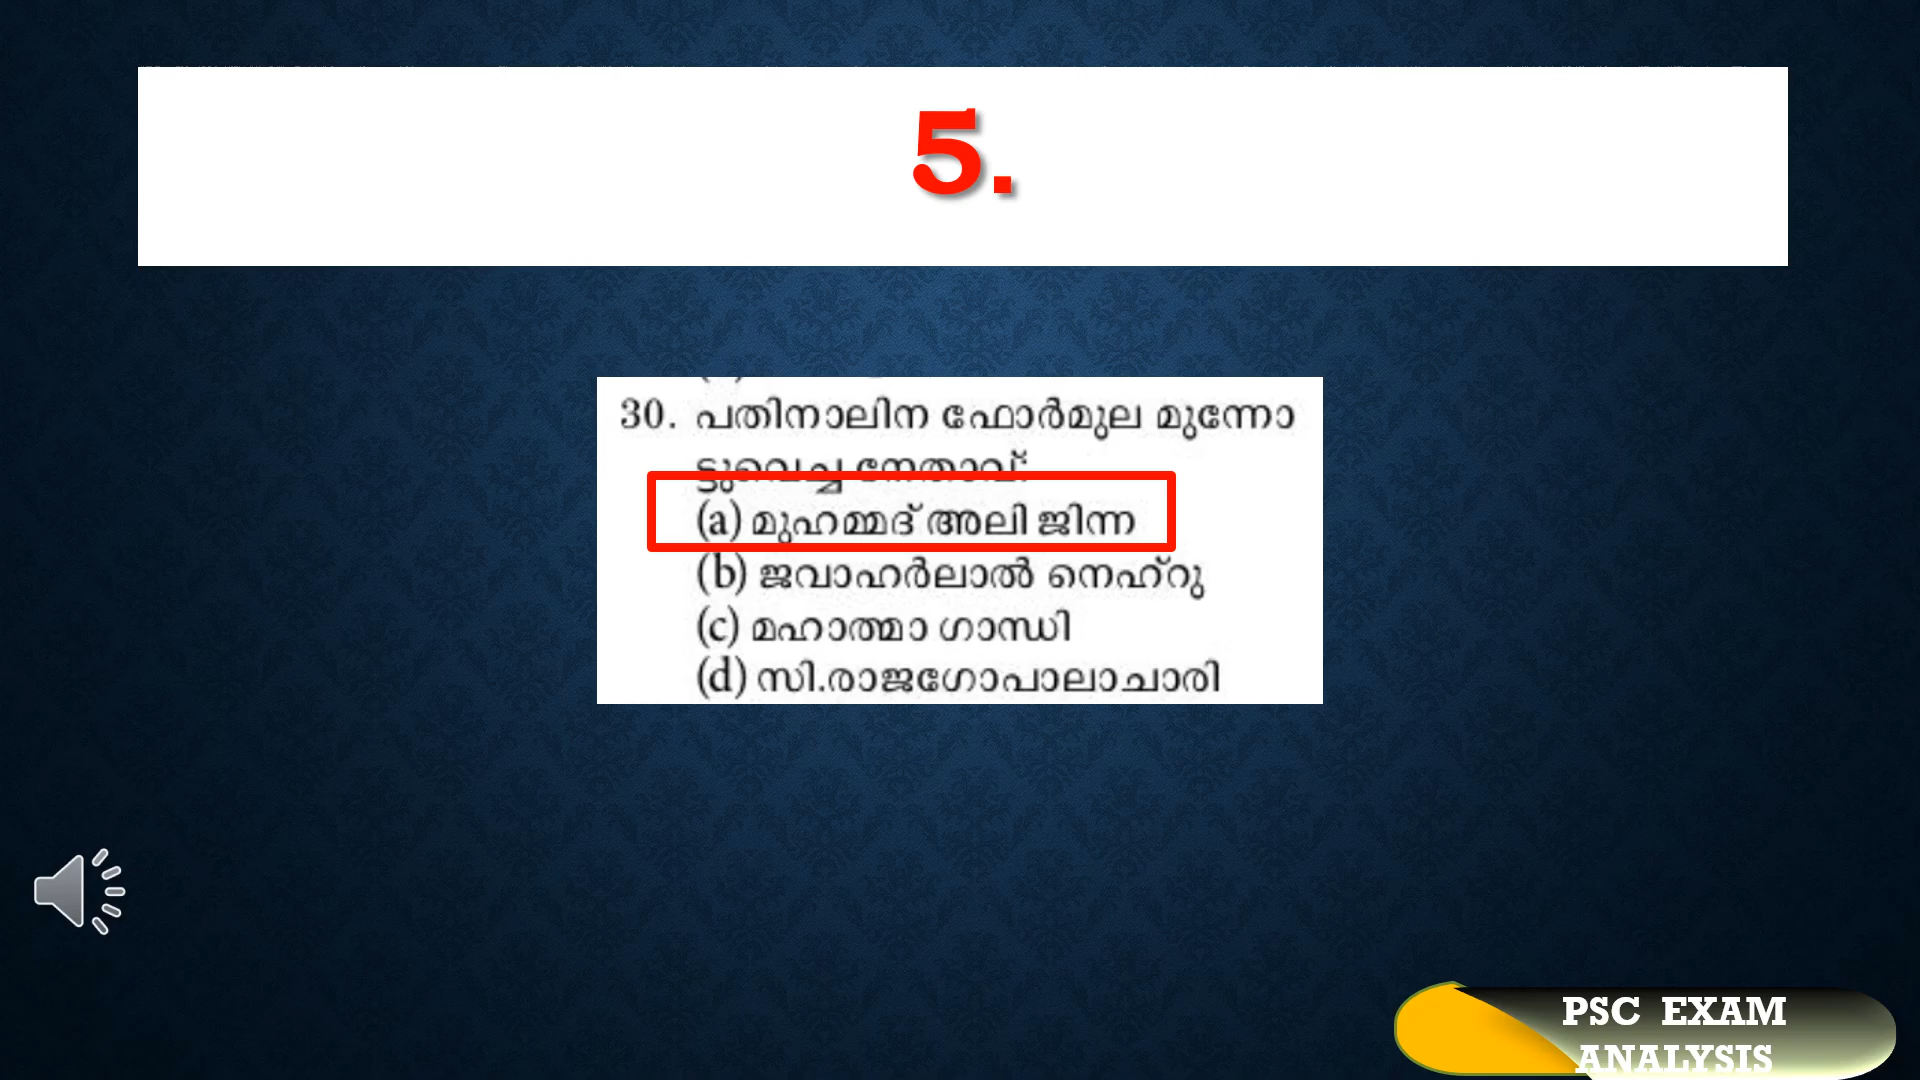 5.
30. പതിനാലിന ഫോർമുല മുന്നോ
ട്ടുവെച്ച നേതാവ്:
(a) മുഹമ്മദ് അലി ജിന്ന
(b) ജവാഹർലാൽ നെഹ്റു
(c) മഹാത്മാ ഗാന്ധി
(d) സി.രാജഗോപാലാചാരി
PSC EXAM
ANALYSIS